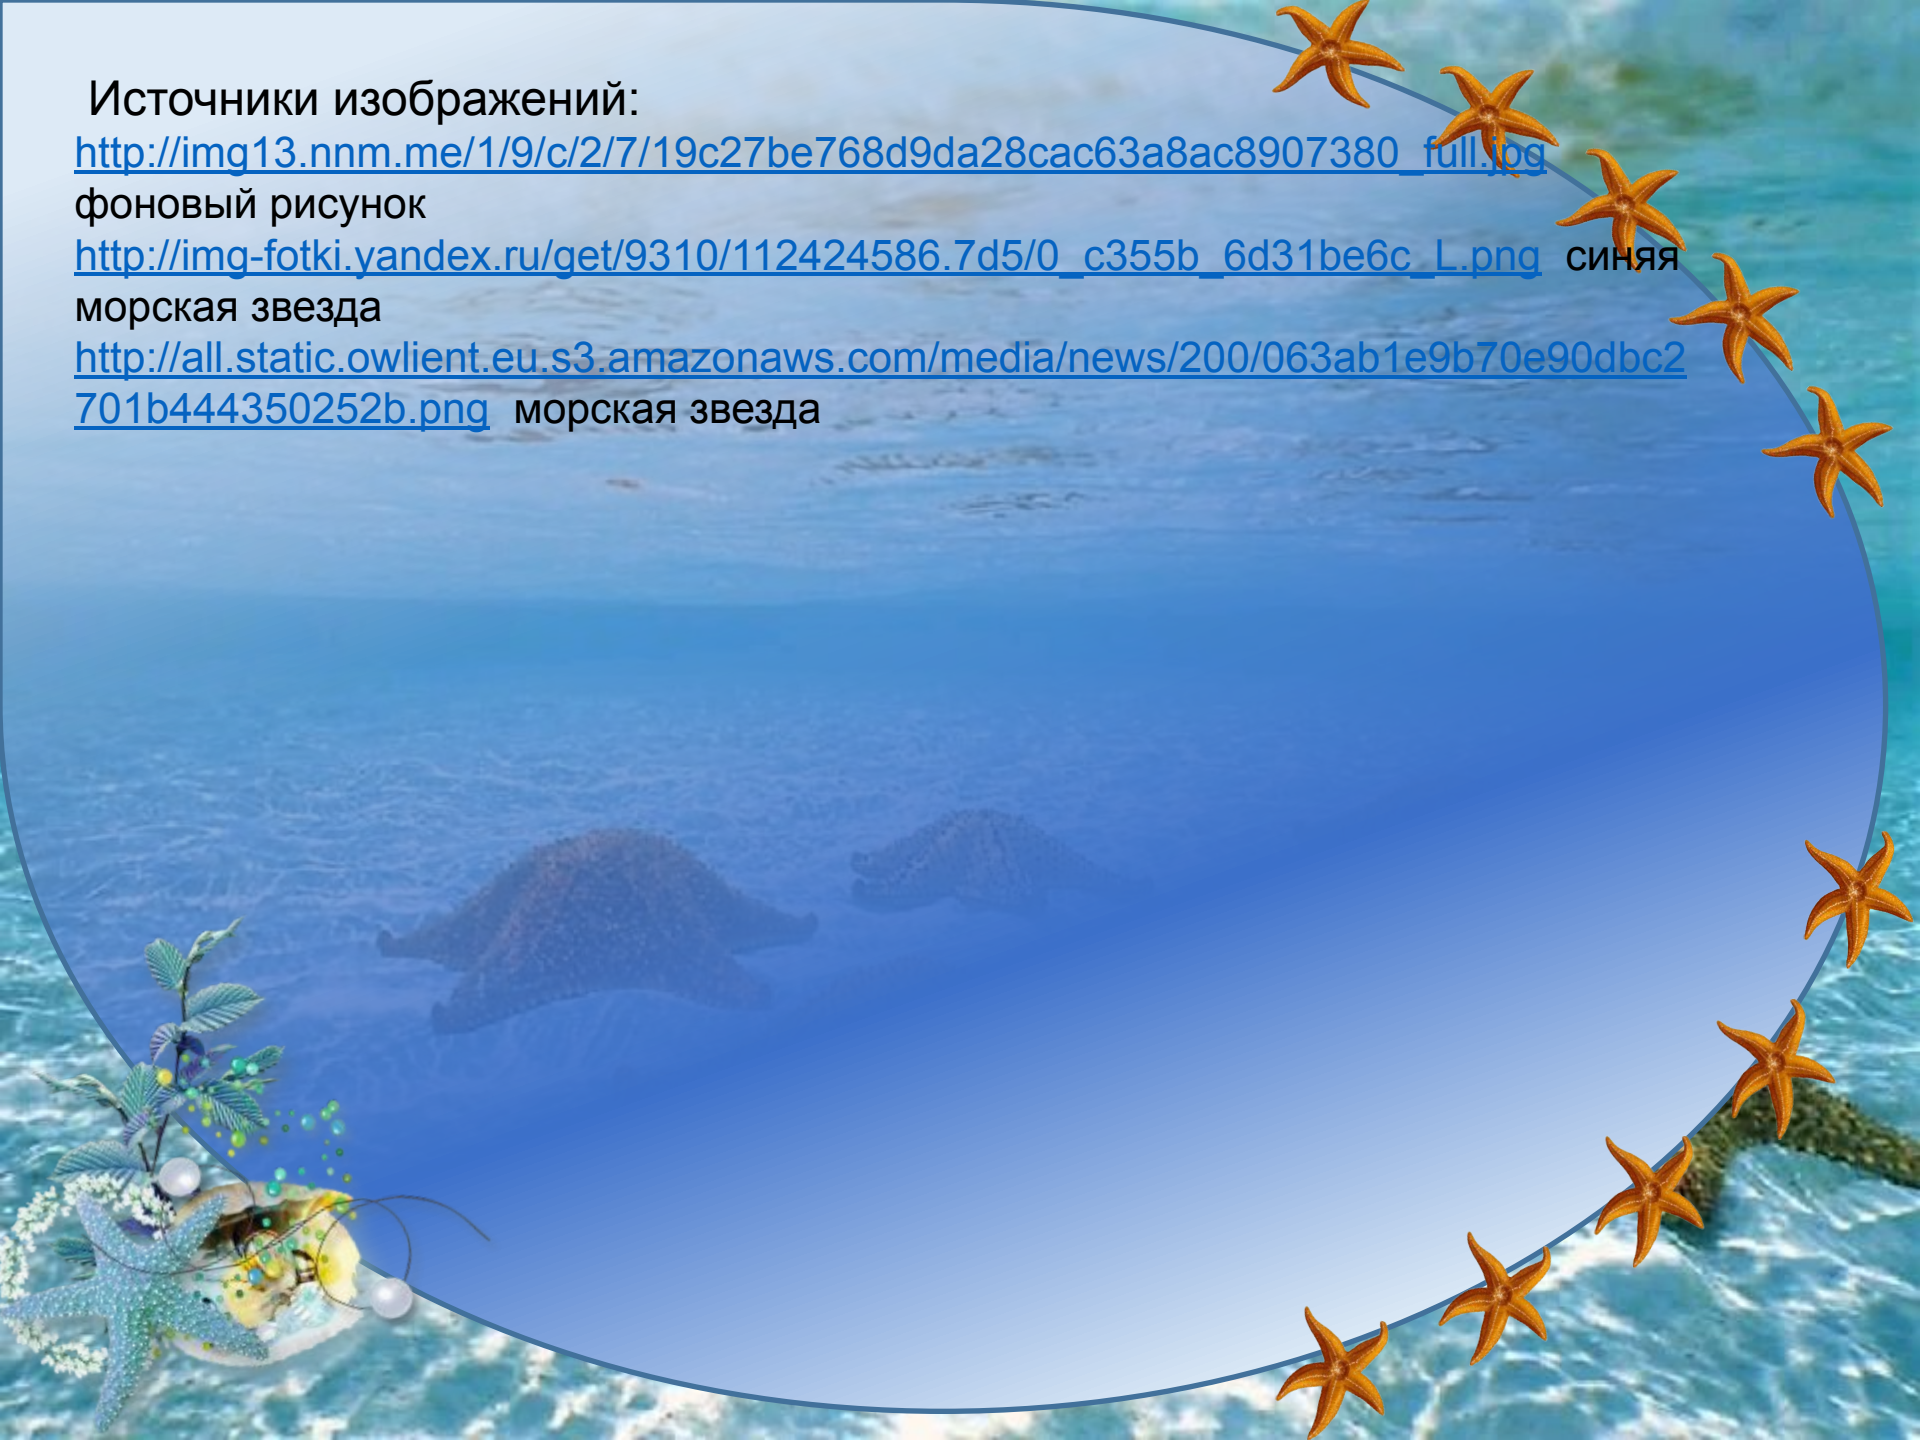 Источники изображений:
http://img13.nnm.me/1/9/c/2/7/19c27be768d9da28cac63a8ac8907380_full.jpg
фоновый рисунок
http://img-fotki.yandex.ru/get/9310/112424586.7d5/0_c355b_6d31be6c_L.png синяя
морская звезда
http://all.static.owlient.eu.s3.amazonaws.com/media/news/200/063ab1e9b70e90dbc2
701b444350252b.png морская звезда